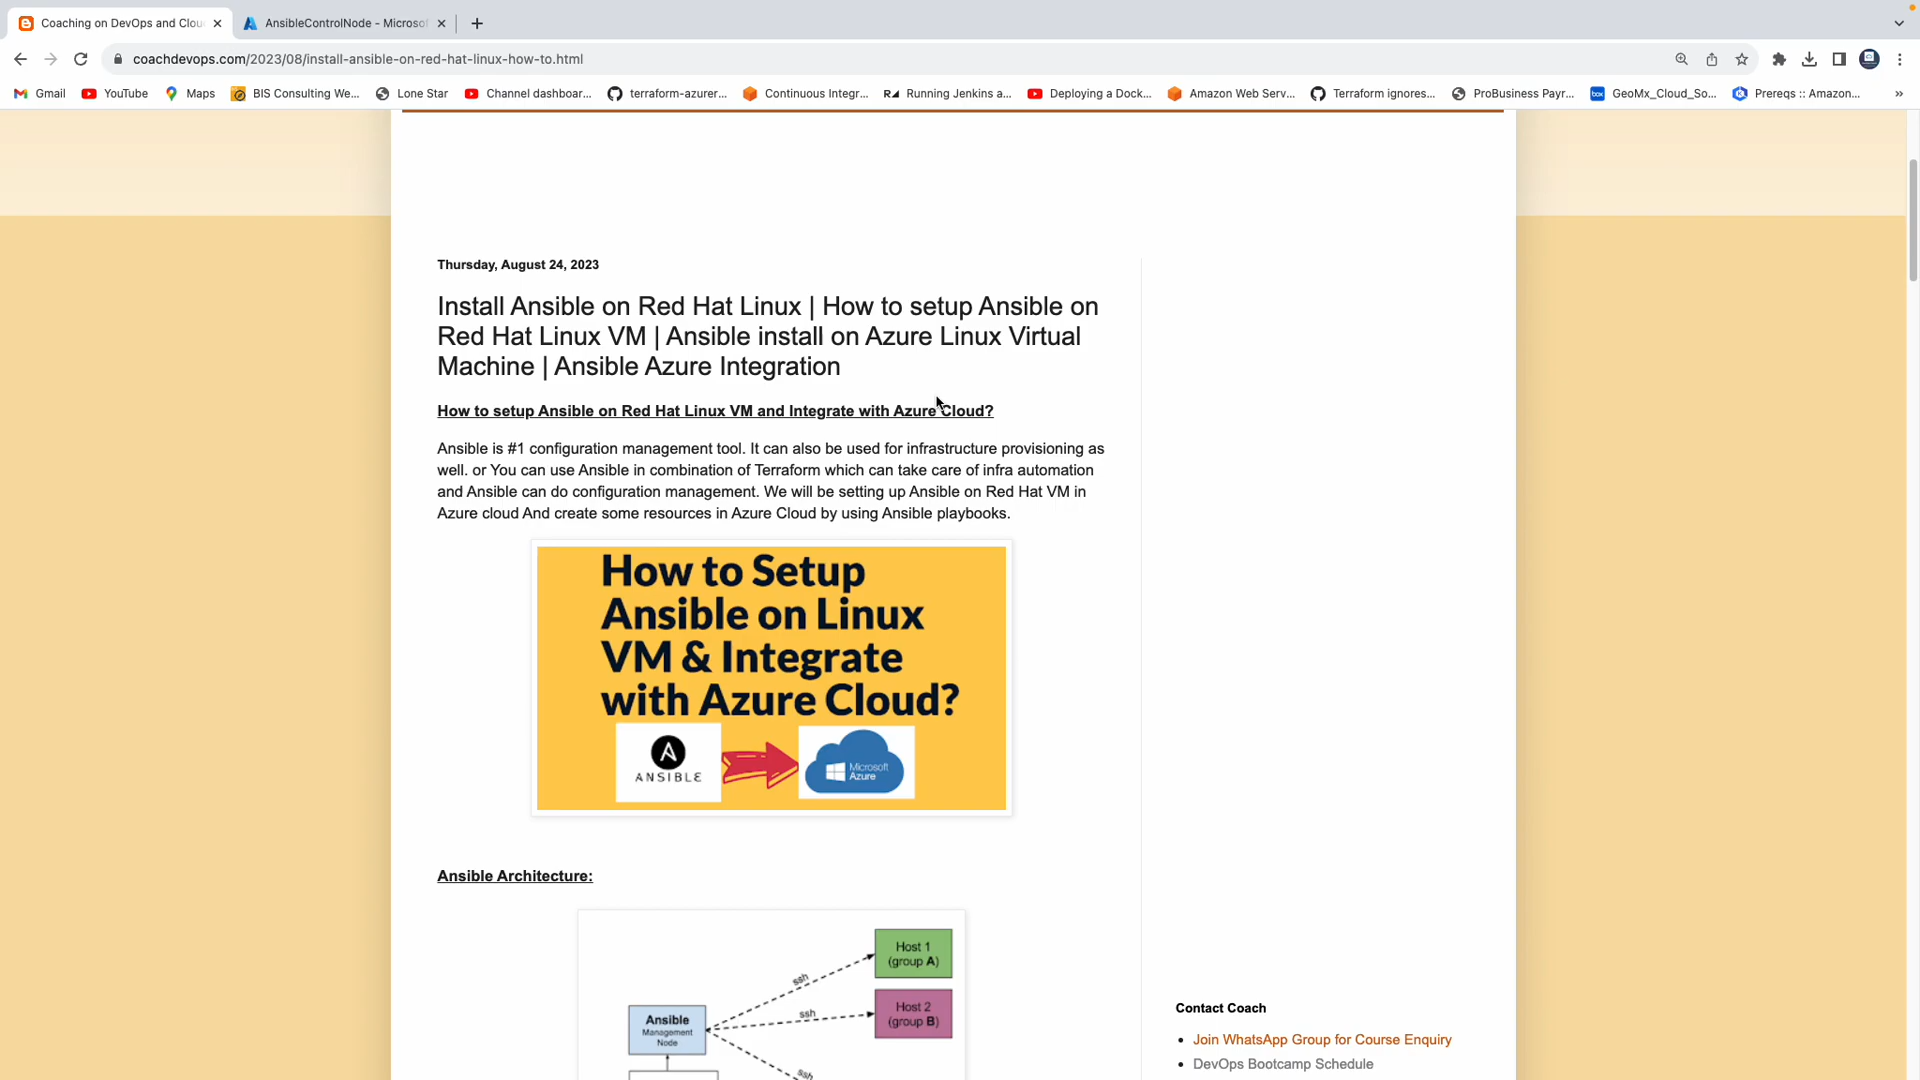 Coaching on DevOps and Clou
AnsibleControlNode - Microsof
coachdevops.com/2023/08/install-ansible-on-red-hat-linux-how-to.html
Gmail
YouTube
Maps
BIS Consulting We...
Lone Star
Channel dashboar...
terraform-azurer...
Continuous Integr...
Running Jenkins a...
Deploying a Dock...
Amazon Web Serv...
Terraform ignores...
ProBusiness Payr...
GeoMx_Cloud_So...
Prereqs :: Amazon...
»
Thursday, August 24, 2023
Install Ansible on Red Hat Linux | How to setup Ansible on
Red Hat Linux VM | Ansible install on Azure Linux Virtual
Machine | Ansible Azure Integration
How to setup Ansible on Red Hat Linux VM and Integrate with Azure Cloud?
Ansible is #1 configuration management tool. It can also be used for infrastructure provisioning as
well. or You can use Ansible in combination of Terraform which can take care of infra automation
and Ansible can do configuration management. We will be setting up Ansible on Red Hat VM in
Azure cloud And create some resources in Azure Cloud by using Ansible playbooks.
How to Setup
Ansible on Linux
VM & Integrate
with Azure Cloud?
ANSIBLE
Microsoft
Azure
Ansible Architecture:
Host 1
(group A)
ssh
Host 2
(group B)
ssh
Ansible
Management
Node
ssh
Contact Coach
Join WhatsApp Group for Course Enquiry
DevOps Bootcamp Schedule